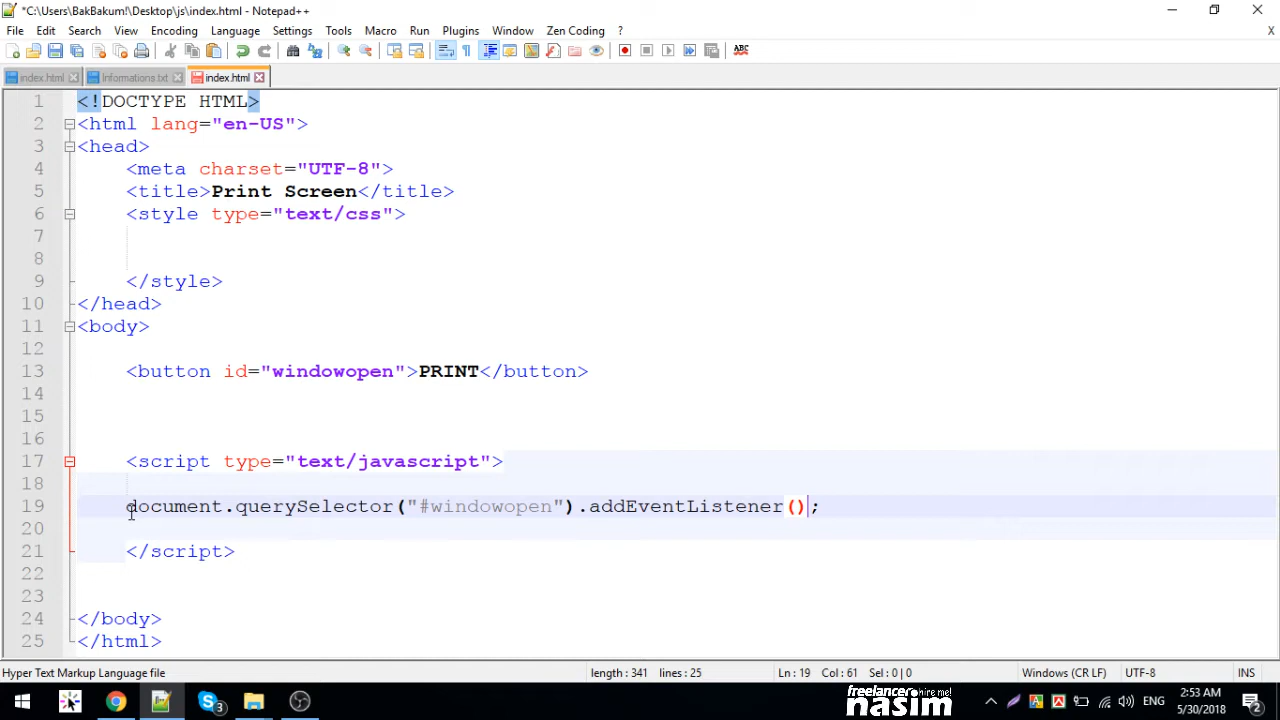 *C:\Users\BakBakum!\Desktop\js\index.html - Notepad++
File Edit Search View Encoding Language Settings Tools Macro Run Plugins Window Zen Coding ? X
ABC
index.html Informations.txt index.html
1 <!DOCTYPE HTML>
2 <html lang="en-US">
3 <head>
4 <meta charset="UTF-8">
5 <title>Print Screen</title>
6 <style type="text/css">
7
8
9 </style>
10 </head>
11 <body>
12
13 <button id="windowopen">PRINT</button>
14
15
16
17 <script type="text/javascript">
18
19 document.querySelector("#windowopen").addEventListener();
20
21 </script>
22
23
24 </body>
25 </html>
Hyper Text Markup Language file length : 341 lines : 25 Ln : 19 Col : 61 Sel : 0 | 0 Windows (CR LF) UTF-8 INS
3 freelancer hire me! nasim ENG 2:53 AM 5/30/2018 2